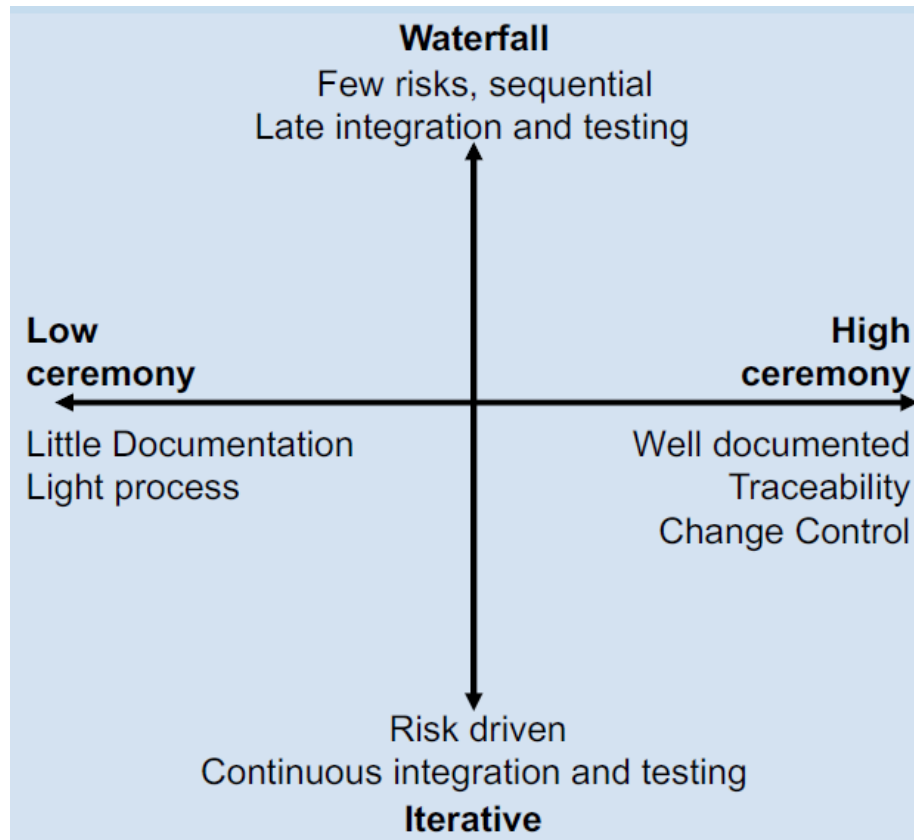 Waterfall
Few risks, sequential
Late integration and testing
Low
ceremony
High
ceremony
Little Documentation
Light process
Well documented
Traceability
Change Control
Risk driven
Continuous integration and testing
Iterative